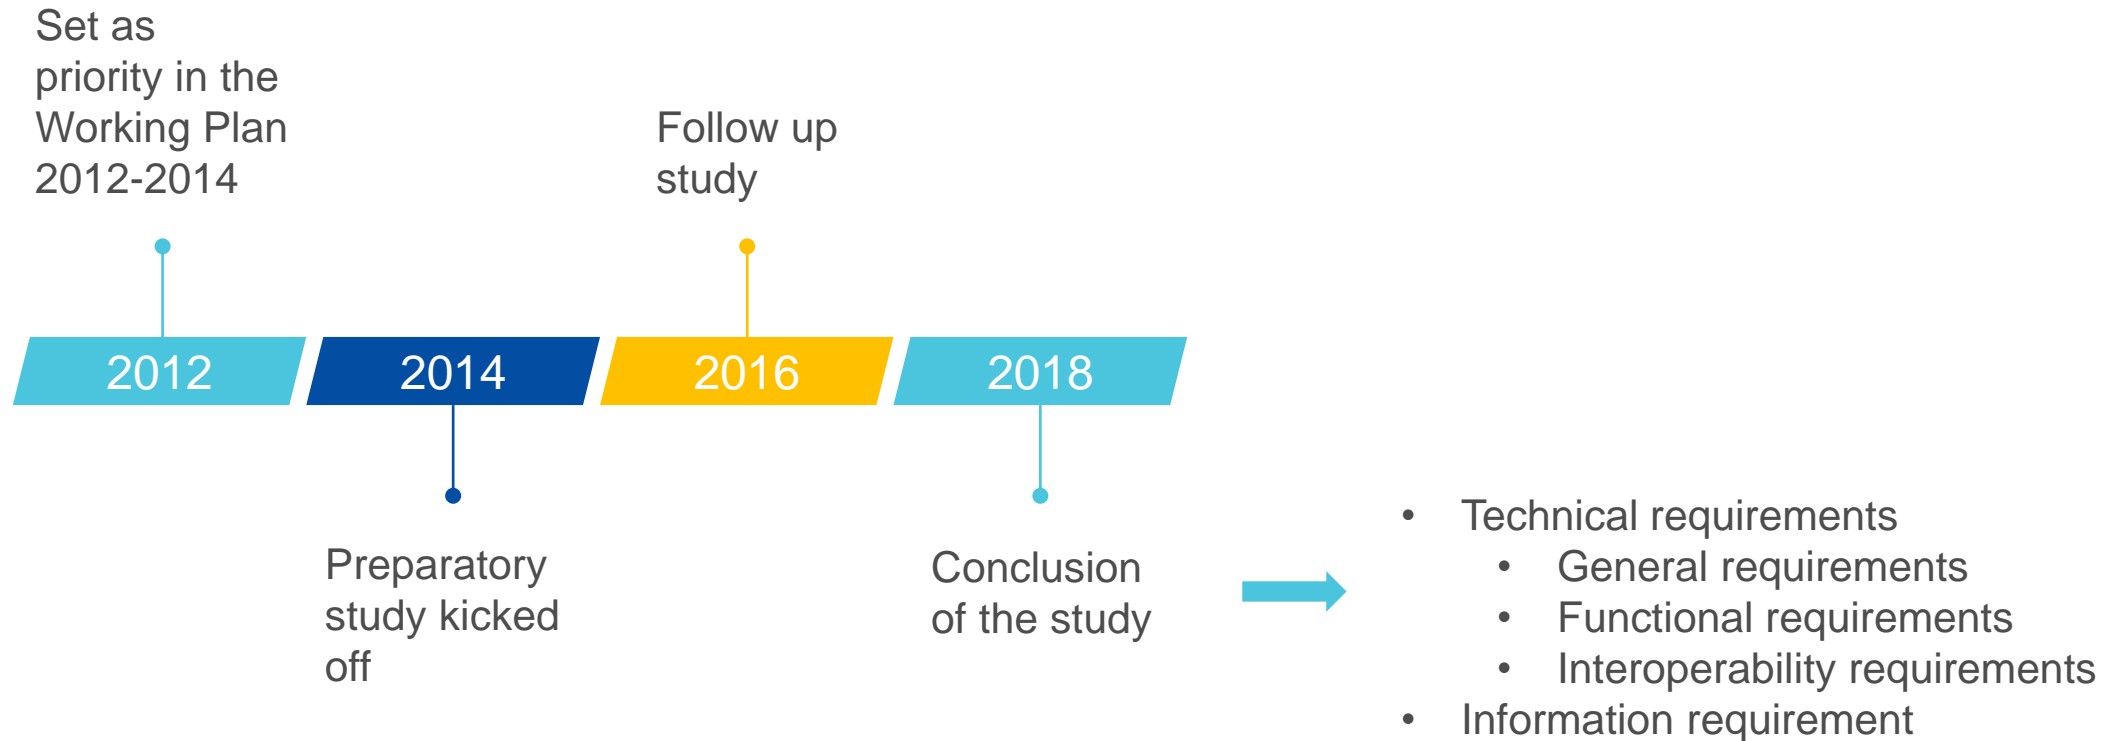 Set as
priority in the
Working Plan
2012-2014
Follow up
study
2012
2014
2016
2018
Preparatory
study kicked
off
Conclusion
of the study
• Technical requirements
• General requirements
• Functional requirements
• Interoperability requirements
• Information requirement